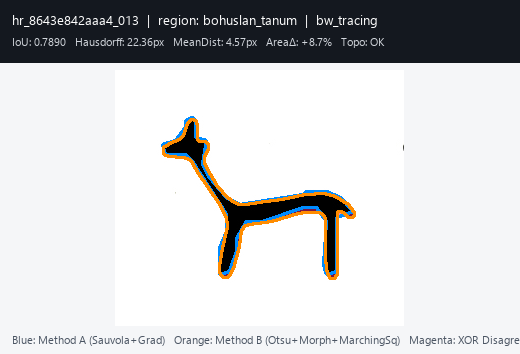 hr_8643e842aaa4_013 | region: bohuslan_tanum | bw_tracing
IoU: 0.7890 Hausdorff: 22.36px MeanDist: 4.57px AreaΔ: +8.7% Topo: OK
Blue: Method A (Sauvola+Grad) Orange: Method B (Otsu+Morph+MarchingSq) Magenta: XOR Disagre